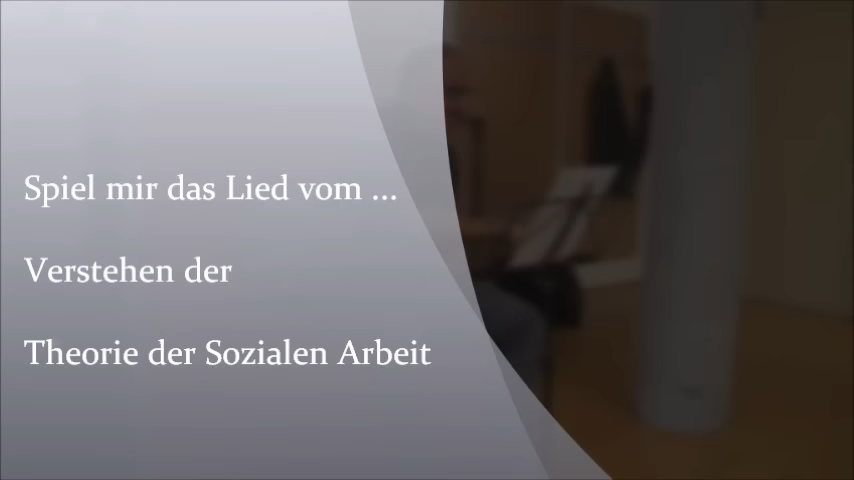 Spiel mir das Lied vom ...
Verstehen der
Theorie der Sozialen Arbeit